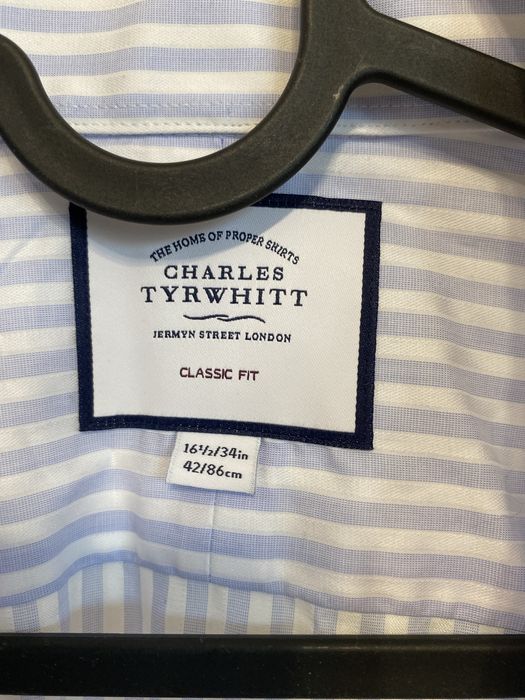 THE HOME OF PROPER SHIRTS
CHARLES
TYRWHITT
JERMYN STREET LONDON
CLASSIC FIT
16½/34in
42/86cm